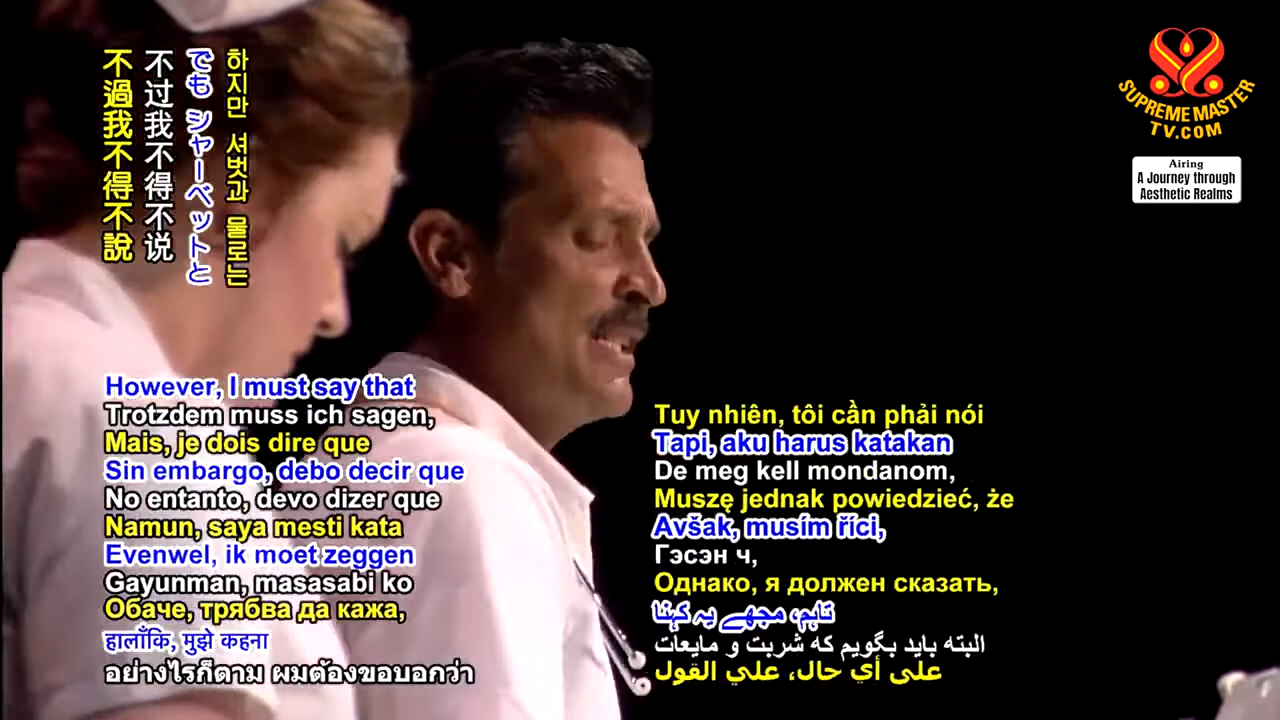 하지만 셔벗과 물로는
でも シャーベットと
不过我不得不说
不過我不得不說
SUPREME MASTER
TV.COM
Airing
A Journey through
Aesthetic Realms
However, I must say that
Trotzdem muss ich sagen,
Mais, je dois dire que
Sin embargo, debo decir que
No entanto, devo dizer que
Namun, saya mesti kata
Evenwel, ik moet zeggen
Gayunman, masasabi ko
Обаче, трябва да кажа,
हालाँकि, मुझे कहना
อย่างไรก็ตาม ผมต้องขอบอกว่า
Tuy nhiên, tôi cần phải nói
Tapi, aku harus katakan
De meg kell mondanom,
Muszę jednak powiedzieć, że
Avšak, musím říci,
Гэсэн ч,
Однако, я должен сказать,
تاہم، مجھے یہ کہنا
البته باید بگویم که شربت و مایعات
على أي حال، علي القول